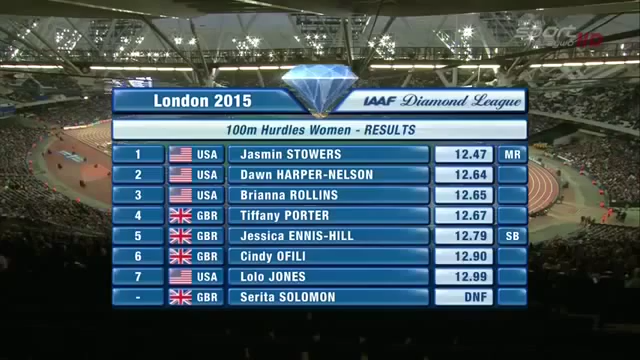 London 2015
IAAF Diamond League
100m Hurdles Women - RESULTS
1 USA Jasmin STOWERS 12.47 MR
2 USA Dawn HARPER-NELSON 12.64
3 USA Brianna ROLLINS 12.65
4 GBR Tiffany PORTER 12.67
5 GBR Jessica ENNIS-HILL 12.79 SB
6 GBR Cindy OFILI 12.90
7 USA Lolo JONES 12.99
- GBR Serita SOLOMON DNF